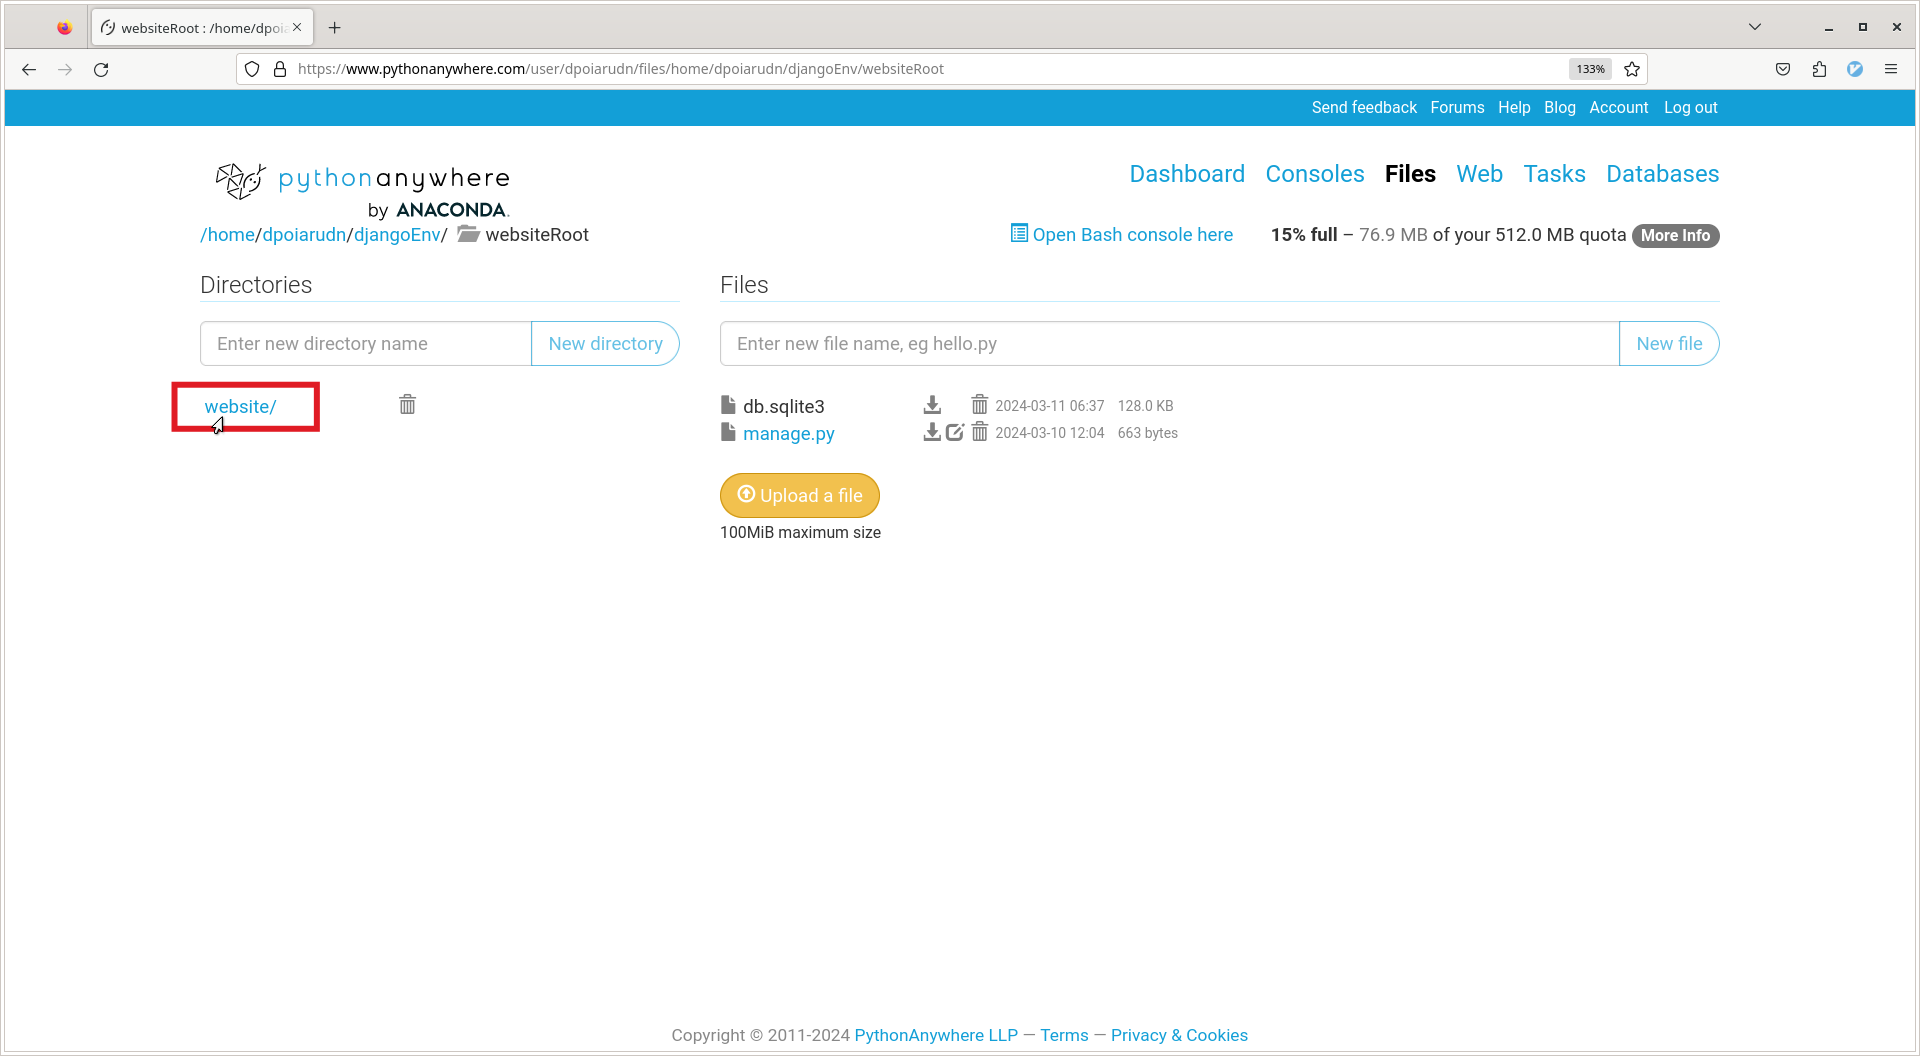 websiteRoot : /home/dpoia
https://www.pythonanywhere.com/user/dpoiarudn/files/home/dpoiarudn/djangoEnv/websiteRoot
133%
Send feedback Forums Help Blog Account Log out
pythonanywhere
by ANACONDA.
Dashboard Consoles Files Web Tasks Databases
/home/dpoiarudn/djangoEnv/ websiteRoot
Open Bash console here 15% full – 76.9 MB of your 512.0 MB quota More Info
Directories
Enter new directory name New directory
website/
Files
Enter new file name, eg hello.py New file
db.sqlite3 2024-03-11 06:37 128.0 KB
manage.py 2024-03-10 12:04 663 bytes
Upload a file
100MiB maximum size
Copyright © 2011-2024 PythonAnywhere LLP — Terms — Privacy & Cookies